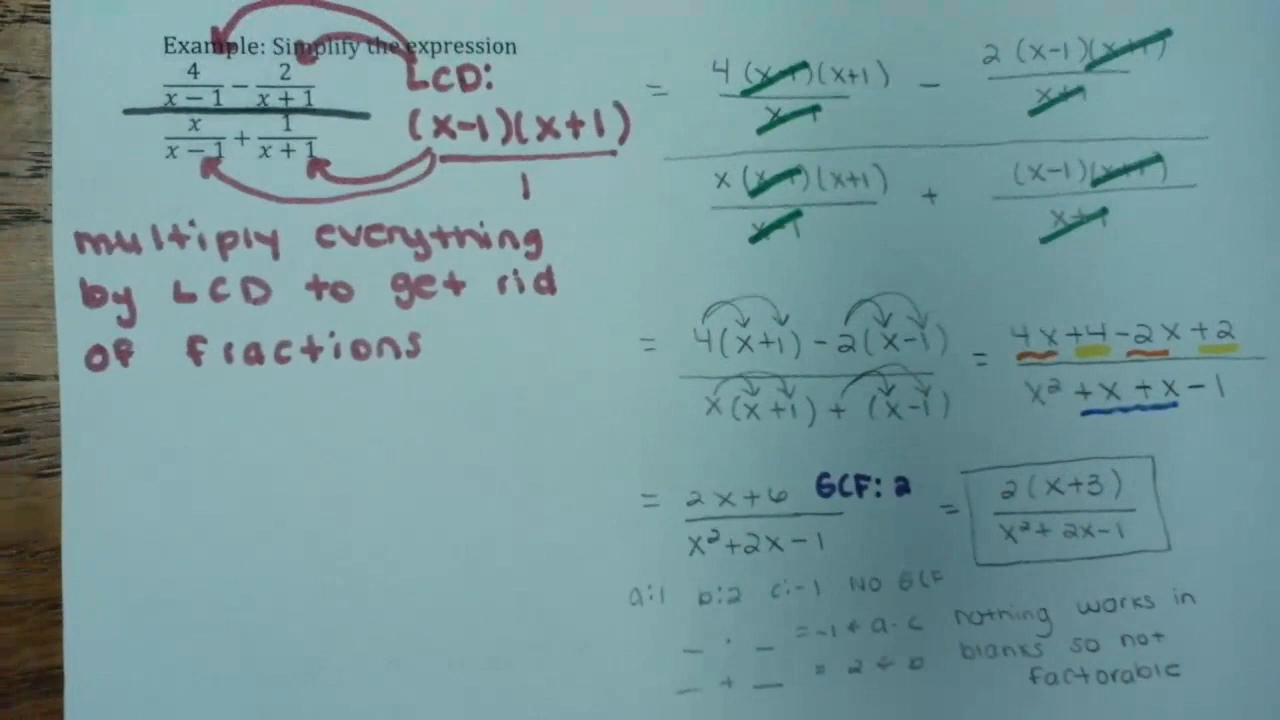 Example: Simplify the expression
4/(x − 1) − 2/(x + 1)
x/(x − 1) + 1/(x + 1)
LCD:
(x-1)(x+1)
1
multiply everything
by LCD to get rid
of fractions
= 4(x-1)(x+1)/(x-1) − 2(x-1)(x+1)/(x+1)
x(x-1)(x+1)/(x-1) + (x-1)(x+1)/(x+1)
= 4(x+1) − 2(x-1) = 4x+4-2x+2
x(x+1) + (x-1) x² +x +x -1
= 2x+6 GCF: 2 = 2(x+3)
x²+2x-1 x²+2x-1
a:1 b:2 c:-1 NO GCF
_ · _ = -1 ← a·c nothing works in
_ + _ = 2 ← b blanks so not
factorable